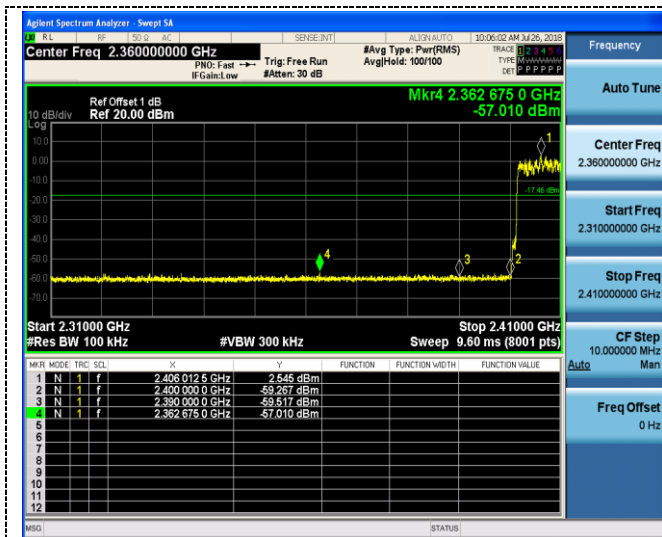 Agilent Spectrum Analyzer - Swept SA
RL RF 50 Ω AC SENSE:INT ALIGN AUTO 10:06:02 AM Jul 26, 2018
Center Freq 2.360000000 GHz #Avg Type: Pwr(RMS) TRACE 1 2 3 4 5 6
PNO: Fast Trig: Free Run Avg|Hold: 100/100 TYPE M
IFGain:Low #Atten: 30 dB DET P P P P P P
Ref Offset 1 dB Mkr4 2.362 675 0 GHz
10 dB/div Ref 20.00 dBm -57.010 dBm
Log
10.0
0.00
-10.0
-20.0
-30.0
-40.0
-50.0
-60.0
-70.0
1
-17.46 dBm
4
3
2
Start 2.31000 GHz Stop 2.41000 GHz
#Res BW 100 kHz #VBW 300 kHz Sweep 9.60 ms (8001 pts)
MKR MODE TRC SCL X Y FUNCTION FUNCTION WIDTH FUNCTION VALUE
1 N 1 f 2.406 012 5 GHz 2.545 dBm
2 N 1 f 2.400 000 0 GHz -59.267 dBm
3 N 1 f 2.390 000 0 GHz -59.517 dBm
4 N 1 f 2.362 675 0 GHz -57.010 dBm
5
6
7
8
9
10
11
12
MSG STATUS
Frequency
Auto Tune
Center Freq
2.360000000 GHz
Start Freq
2.310000000 GHz
Stop Freq
2.410000000 GHz
CF Step
10.000000 MHz
Auto Man
Freq Offset
0 Hz